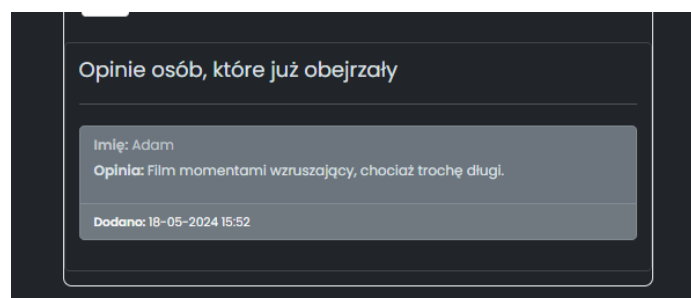 Opinie osób, które już obejrzały
Imię: Adam
Opinia: Film momentami wzruszający, chociaż trochę długi.
Dodano: 18-05-2024 15:52